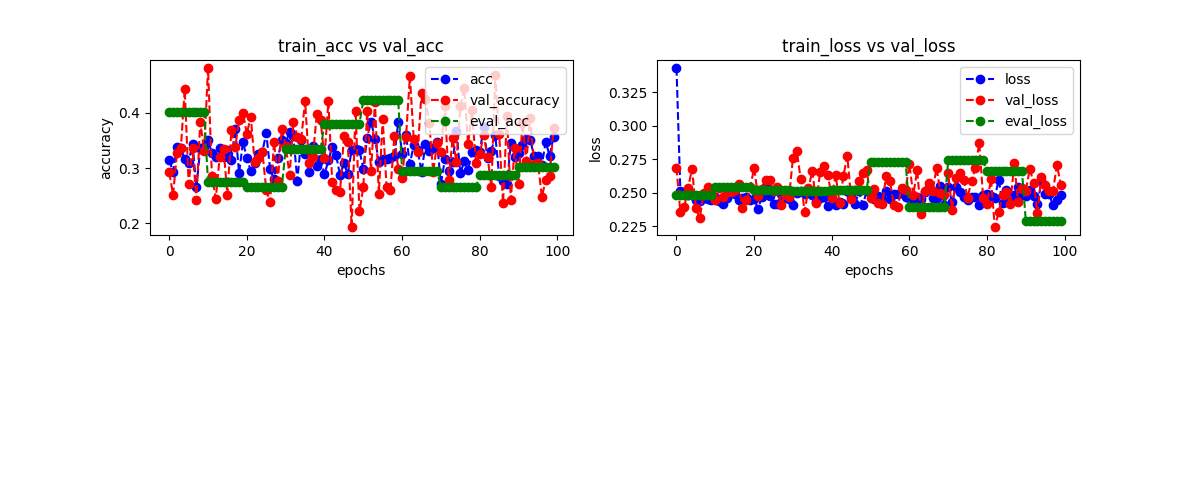 train_acc vs val_acc
accuracy
0.4
0.3
0.2
0 20 40 60 80 100
epochs
acc
val_accuracy
eval_acc
train_loss vs val_loss
loss
0.325
0.300
0.275
0.250
0.225
0 20 40 60 80 100
epochs
loss
val_loss
eval_loss